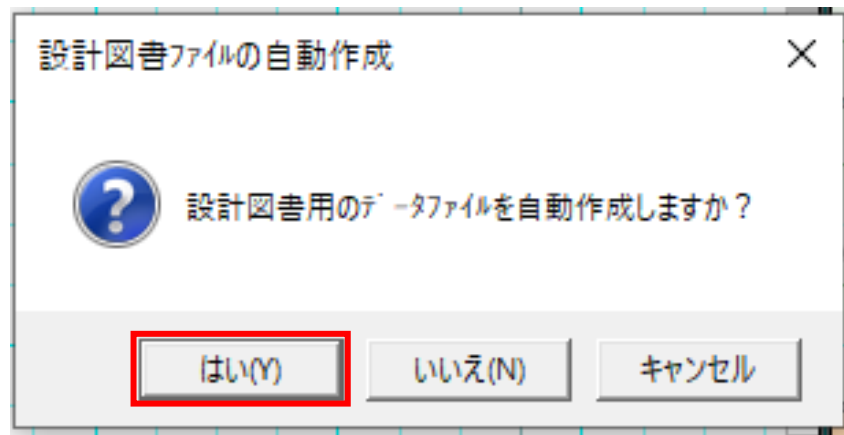 設計図書ﾌｧｲﾙの自動作成
設計図書用のﾃﾞｰﾀﾌｧｲﾙを自動作成しますか？
はい(Y) いいえ(N) キャンセル